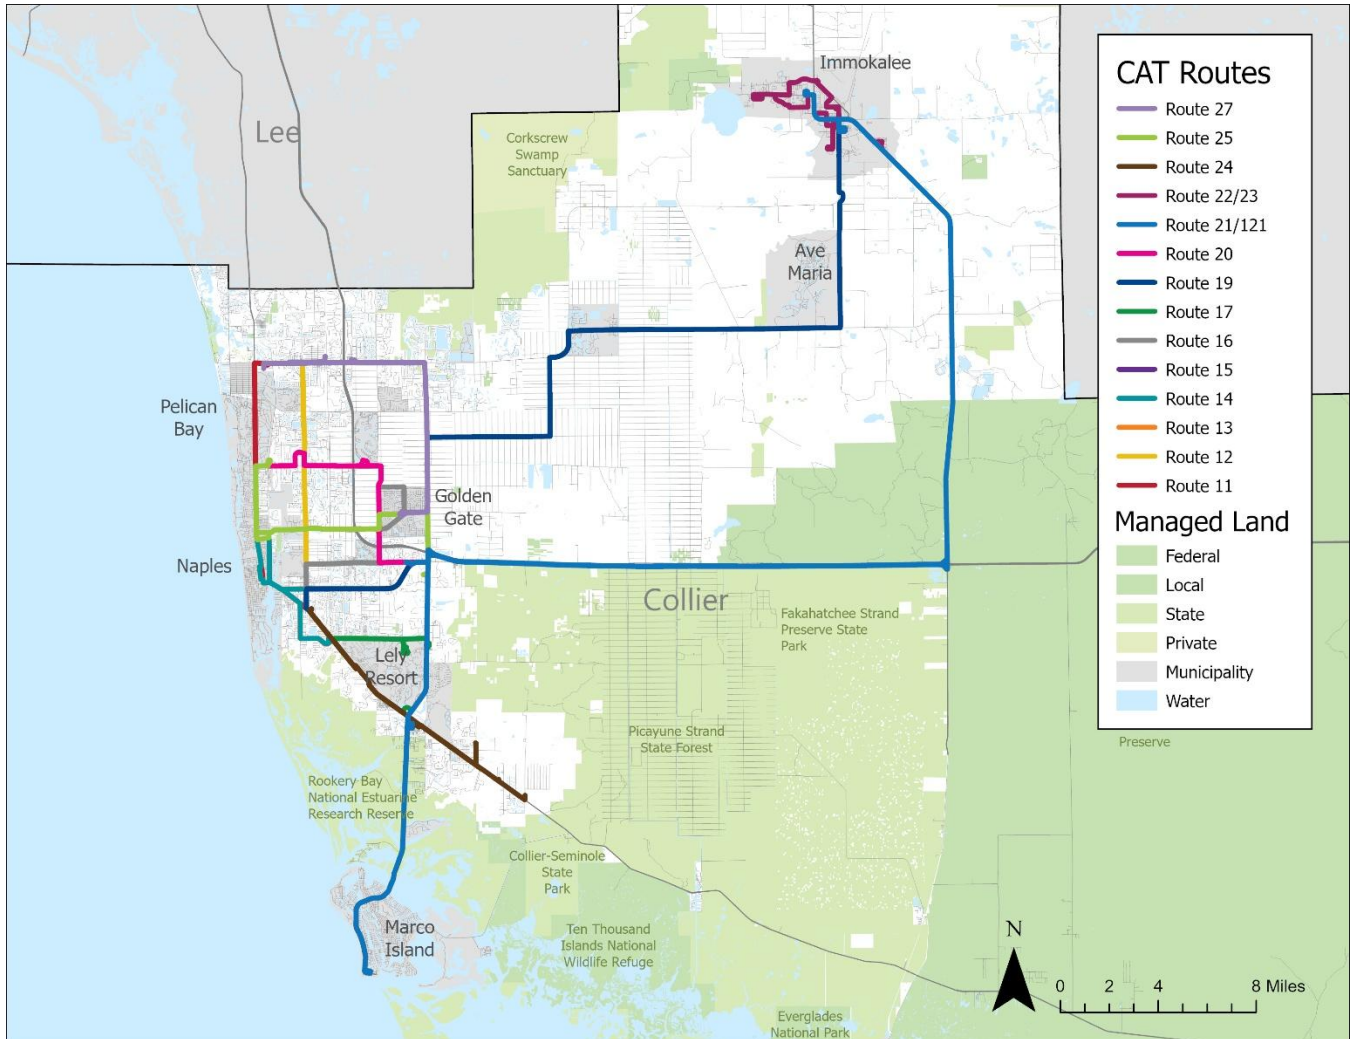 Immokalee
Lee
Corkscrew
Swamp
Sanctuary
Ave
Maria
Pelican
Bay
Golden
Gate
Naples
Collier
Fakahatchee Strand
Preserve State
Park
Lely
Resort
Picayune Strand
State Forest
Rookery Bay
National Estuarine
Research Reserve
Collier-Seminole
State
Park
Marco
Island
Ten Thousand
Islands National
Wildlife Refuge
Everglades
National Park
Preserve
CAT Routes
Route 27
Route 25
Route 24
Route 22/23
Route 21/121
Route 20
Route 19
Route 17
Route 16
Route 15
Route 14
Route 13
Route 12
Route 11
Managed Land
Federal
Local
State
Private
Municipality
Water
N
0 2 4 8 Miles